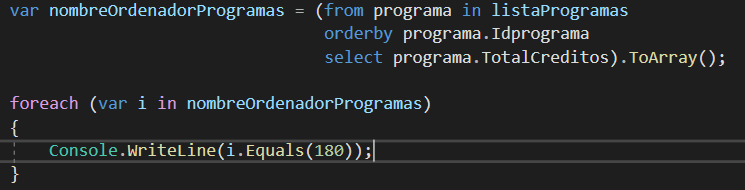 var nombreOrdenadorProgramas = (from programa in listaProgramas
orderby programa.Idprograma
select programa.TotalCreditos).ToArray();
foreach (var i in nombreOrdenadorProgramas)
{
Console.WriteLine(i.Equals(180));
}